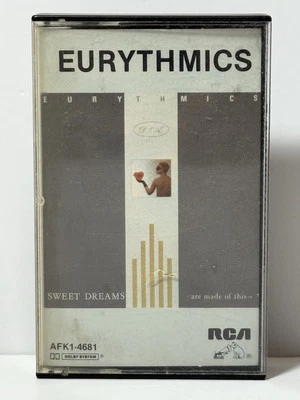 EURYTHMICS
EURYTHMICS
SWEET DREAMS
are made of this
RCA
AFK1-4681
DOLBY SYSTEM